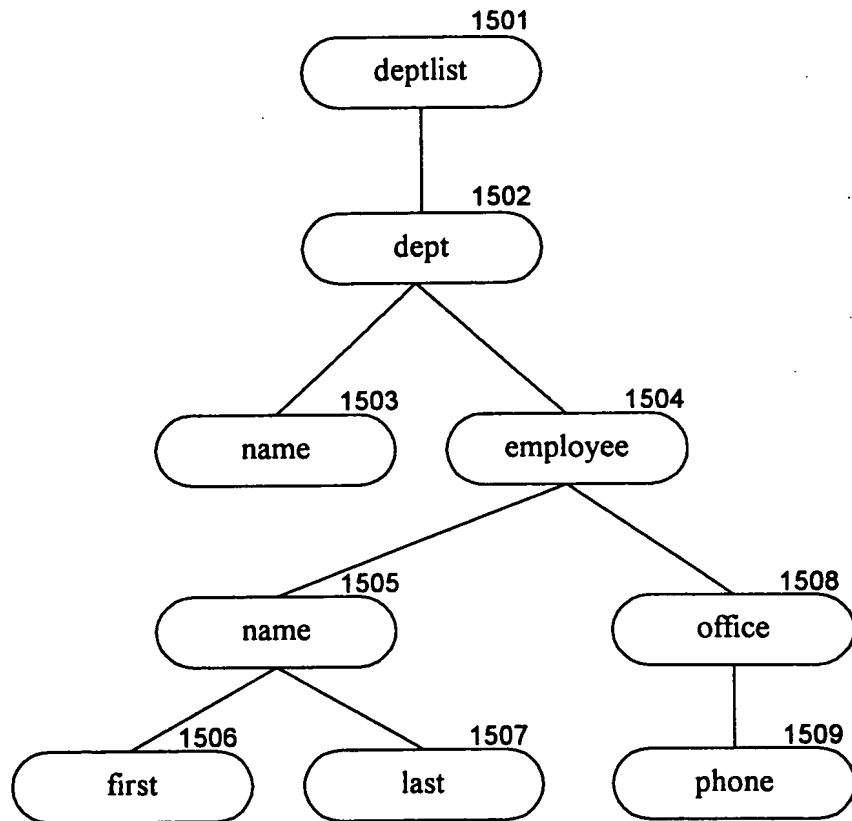 1501
deptlist
1502
dept
1503
name
1504
employee
1505
name
1508
office
1506
first
1507
last
1509
phone